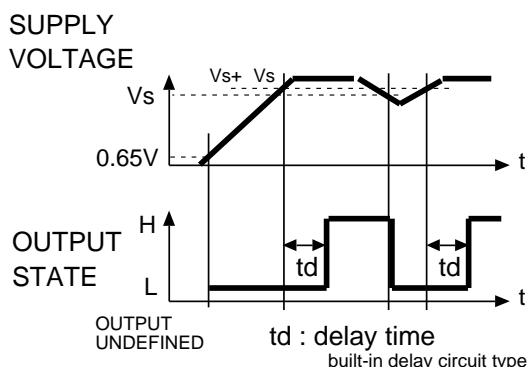 SUPPLY
VOLTAGE
Vs+ Vs
Vs
0.65V
t
H
OUTPUT
STATE
td
td
L
t
OUTPUT
UNDEFINED
td : delay time
built-in delay circuit type